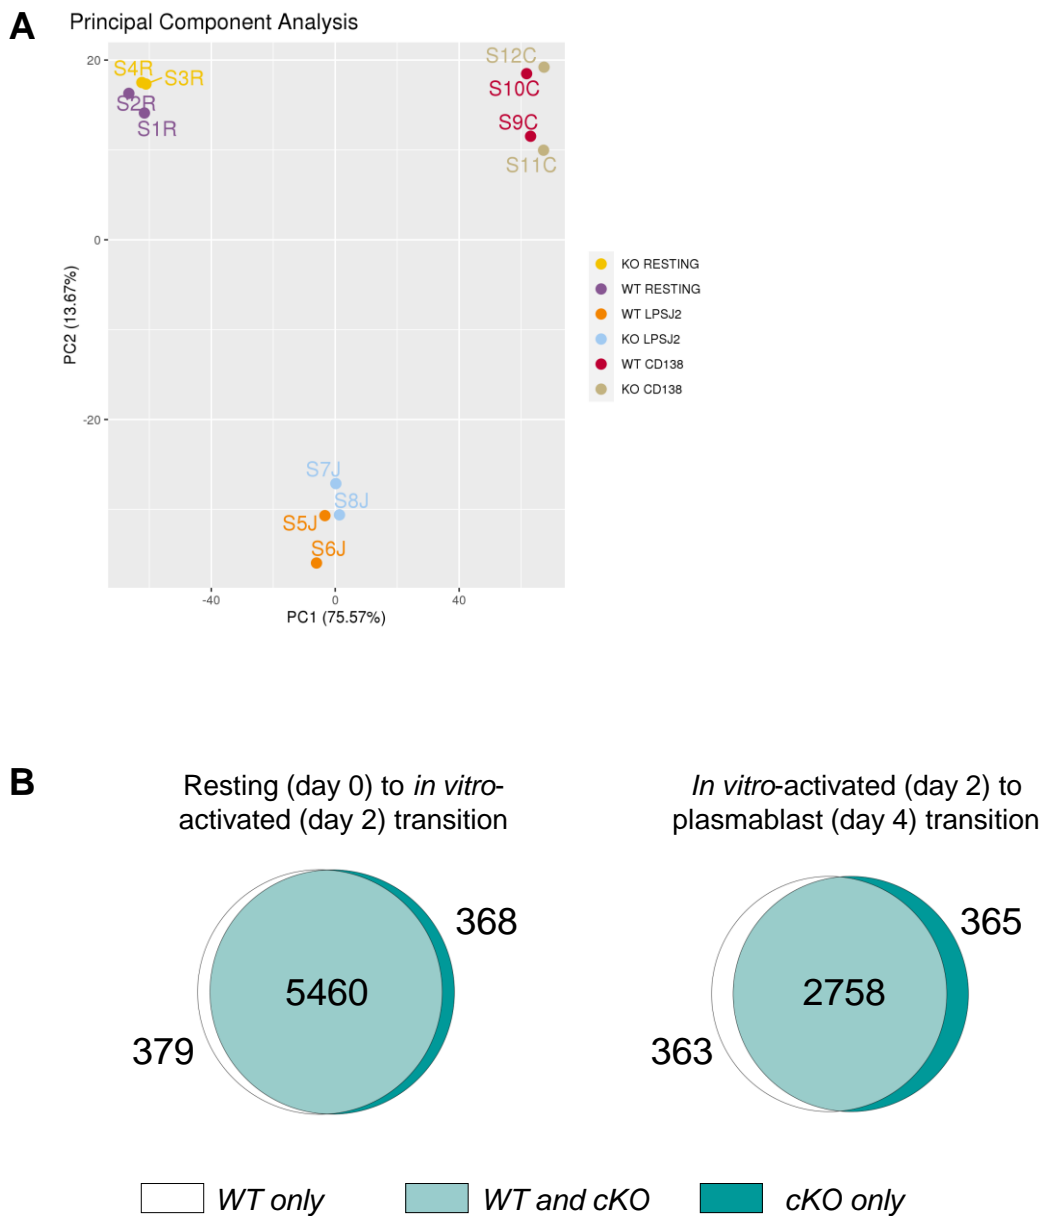 A
Principal Component Analysis
20
0
-20
PC2 (13.67%)
S4R
S3R
S2R
S1R
S12C
S10C
S9C
S11C
S7J
S8J
S5J
S6J
-40
0
40
PC1 (75.57%)
KO RESTING
WT RESTING
WT LPSJ2
KO LPSJ2
WT CD138
KO CD138
B
Resting (day 0) to in vitro-
activated (day 2) transition
368
5460
379
In vitro-activated (day 2) to
plasmablast (day 4) transition
365
2758
363
WT only
WT and cKO
cKO only